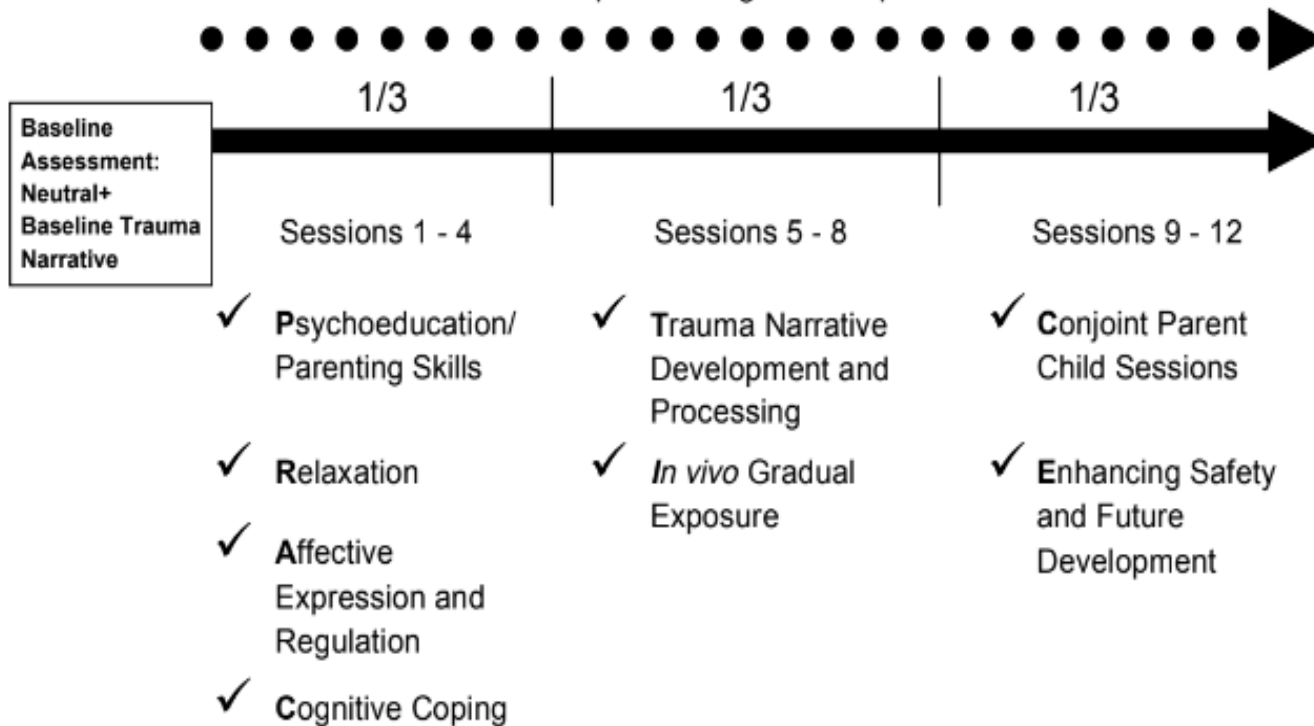 1/3
1/3
1/3
Baseline
Assessment:
Neutral+
Baseline Trauma
Narrative
Sessions 1 - 4
Sessions 5 - 8
Sessions 9 - 12
✓ Psychoeducation/
Parenting Skills
✓ Relaxation
✓ Affective
Expression and
Regulation
✓ Cognitive Coping
✓ Trauma Narrative
Development and
Processing
✓ In vivo Gradual
Exposure
✓ Conjoint Parent
Child Sessions
✓ Enhancing Safety
and Future
Development